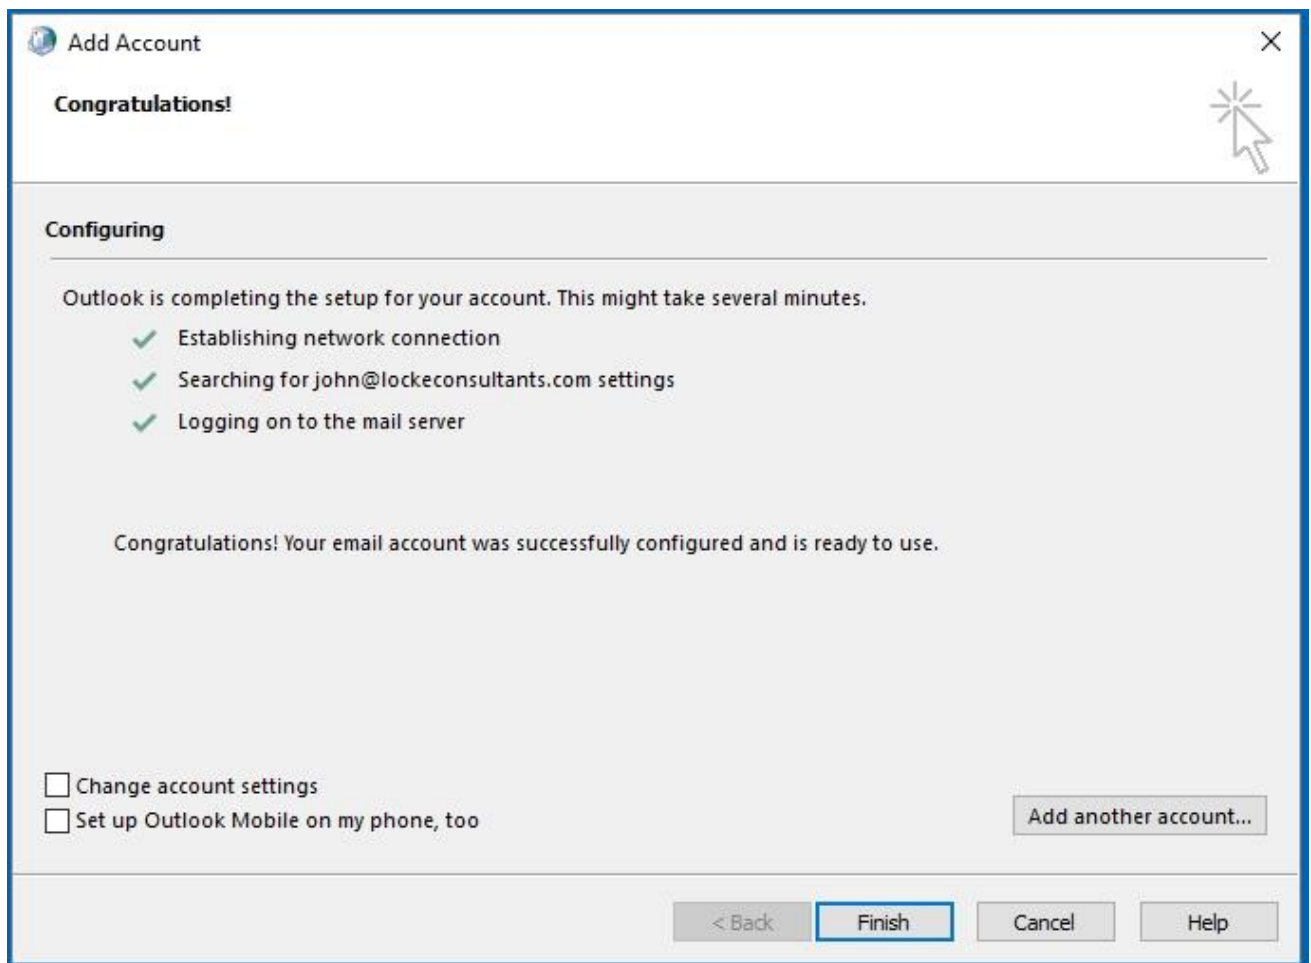 Add Account
Congratulations!
Configuring
Outlook is completing the setup for your account. This might take several minutes.
Establishing network connection
Searching for john@lockeconsultants.com settings
Logging on to the mail server
Congratulations! Your email account was successfully configured and is ready to use.
Change account settings
Set up Outlook Mobile on my phone, too
Add another account...
< Back Finish Cancel Help